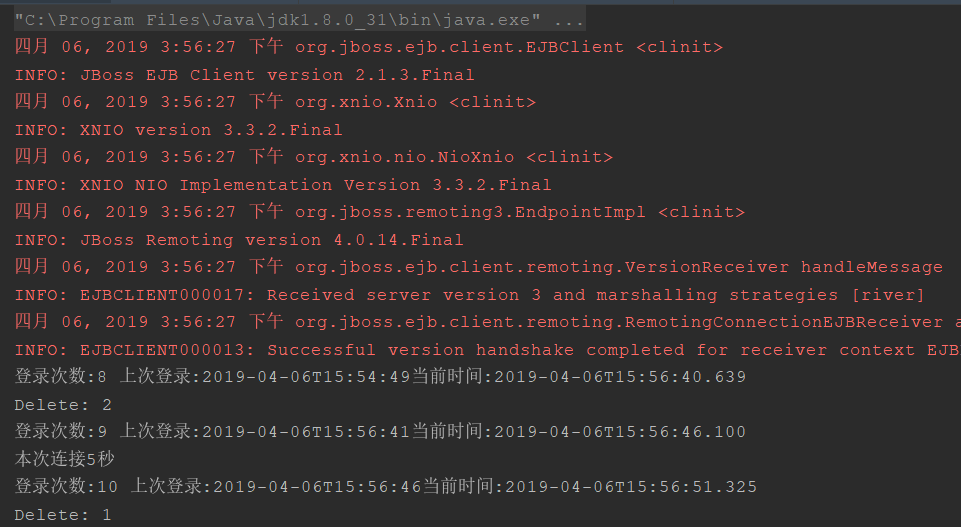 "C:\Program Files\Java\jdk1.8.0_31\bin\java.exe" ...
四月 06, 2019 3:56:27 下午 org.jboss.ejb.client.EJBClient <clinit>
INFO: JBoss EJB Client version 2.1.3.Final
四月 06, 2019 3:56:27 下午 org.xnio.Xnio <clinit>
INFO: XNIO version 3.3.2.Final
四月 06, 2019 3:56:27 下午 org.xnio.nio.NioXnio <clinit>
INFO: XNIO NIO Implementation Version 3.3.2.Final
四月 06, 2019 3:56:27 下午 org.jboss.remoting3.EndpointImpl <clinit>
INFO: JBoss Remoting version 4.0.14.Final
四月 06, 2019 3:56:27 下午 org.jboss.ejb.client.remoting.VersionReceiver handleMessage
INFO: EJBCLIENT000017: Received server version 3 and marshalling strategies [river]
四月 06, 2019 3:56:27 下午 org.jboss.ejb.client.remoting.RemotingConnectionEJBReceiver a
INFO: EJBCLIENT000013: Successful version handshake completed for receiver context EJB
登录次数:8 上次登录:2019-04-06T15:54:49当前时间:2019-04-06T15:56:40.639
Delete: 2
登录次数:9 上次登录:2019-04-06T15:56:41当前时间:2019-04-06T15:56:46.100
本次连接5秒
登录次数:10 上次登录:2019-04-06T15:56:46当前时间:2019-04-06T15:56:51.325
Delete: 1